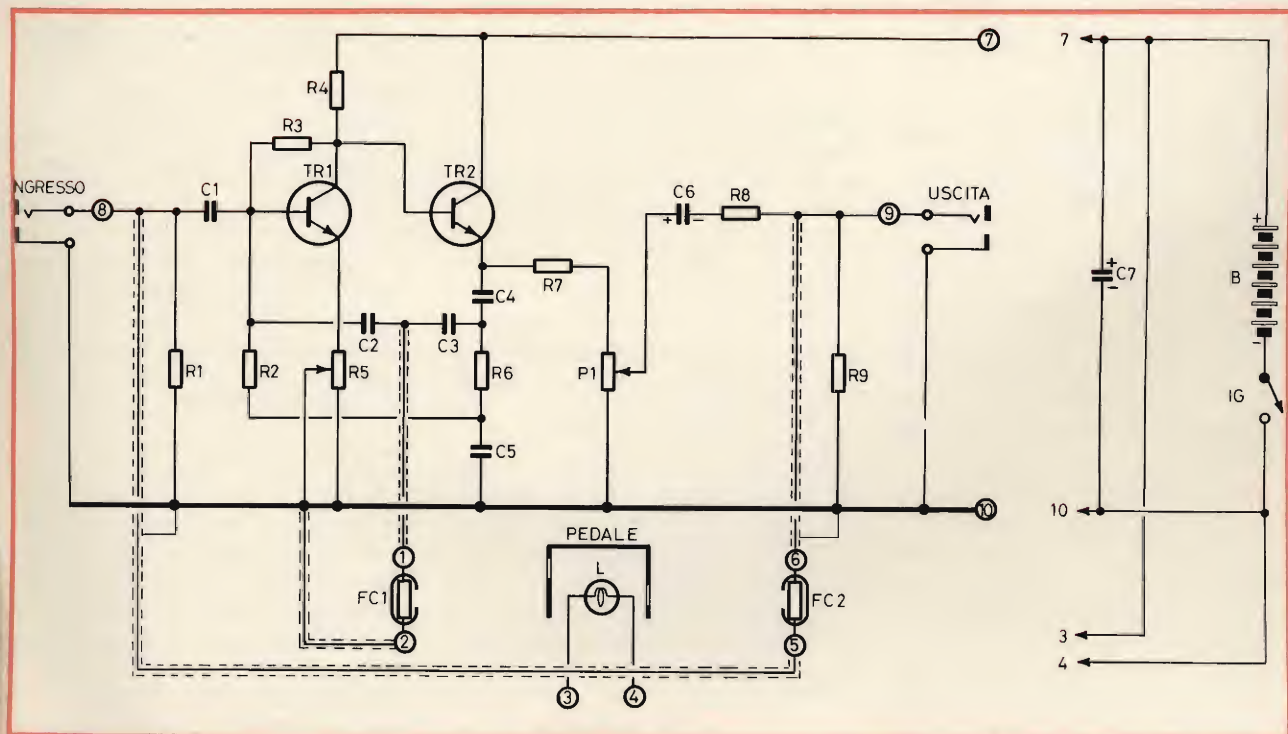 7
7
R4
R3
TR1
TR2
NGRESSO
8
C1
C6
+ -
R8
9
USCITA
R7
C4
C2
C3
R1
R2
R5
R6
P1
R9
C5
+
C7
-
+
B
-
IG
10
10
PEDALE
1
L
6
FC1
FC2
2
5
3
4
3
4